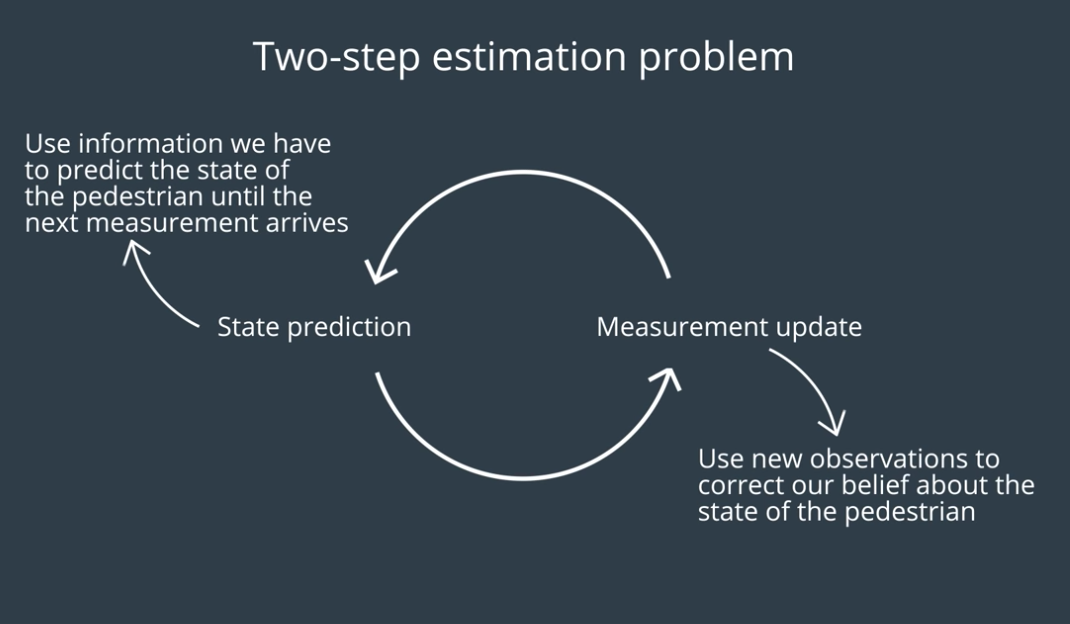 Two-step estimation problem
Use information we have
to predict the state of
the pedestrian until the
next measurement arrives
State prediction
Measurement update
Use new observations to
correct our belief about the
state of the pedestrian